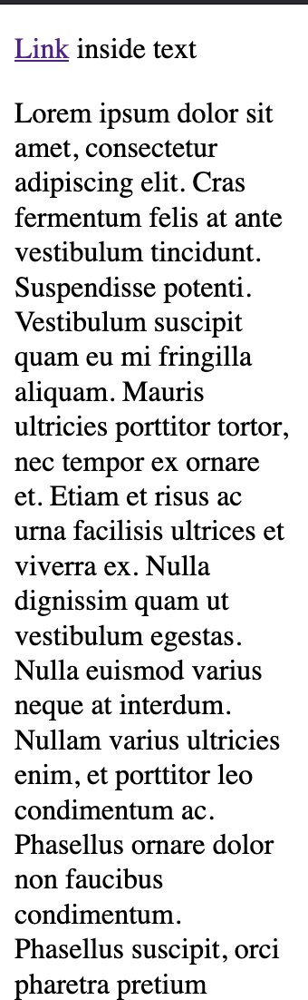 Link inside text
Lorem ipsum dolor sit
amet, consectetur
adipiscing elit. Cras
fermentum felis at ante
vestibulum tincidunt.
Suspendisse potenti.
Vestibulum suscipit
quam eu mi fringilla
aliquam. Mauris
ultricies porttitor tortor,
nec tempor ex ornare
et. Etiam et risus ac
urna facilisis ultrices et
viverra ex. Nulla
dignissim quam ut
vestibulum egestas.
Nulla euismod varius
neque at interdum.
Nullam varius ultricies
enim, et porttitor leo
condimentum ac.
Phasellus ornare dolor
non faucibus
condimentum.
Phasellus suscipit, orci
pharetra pretium